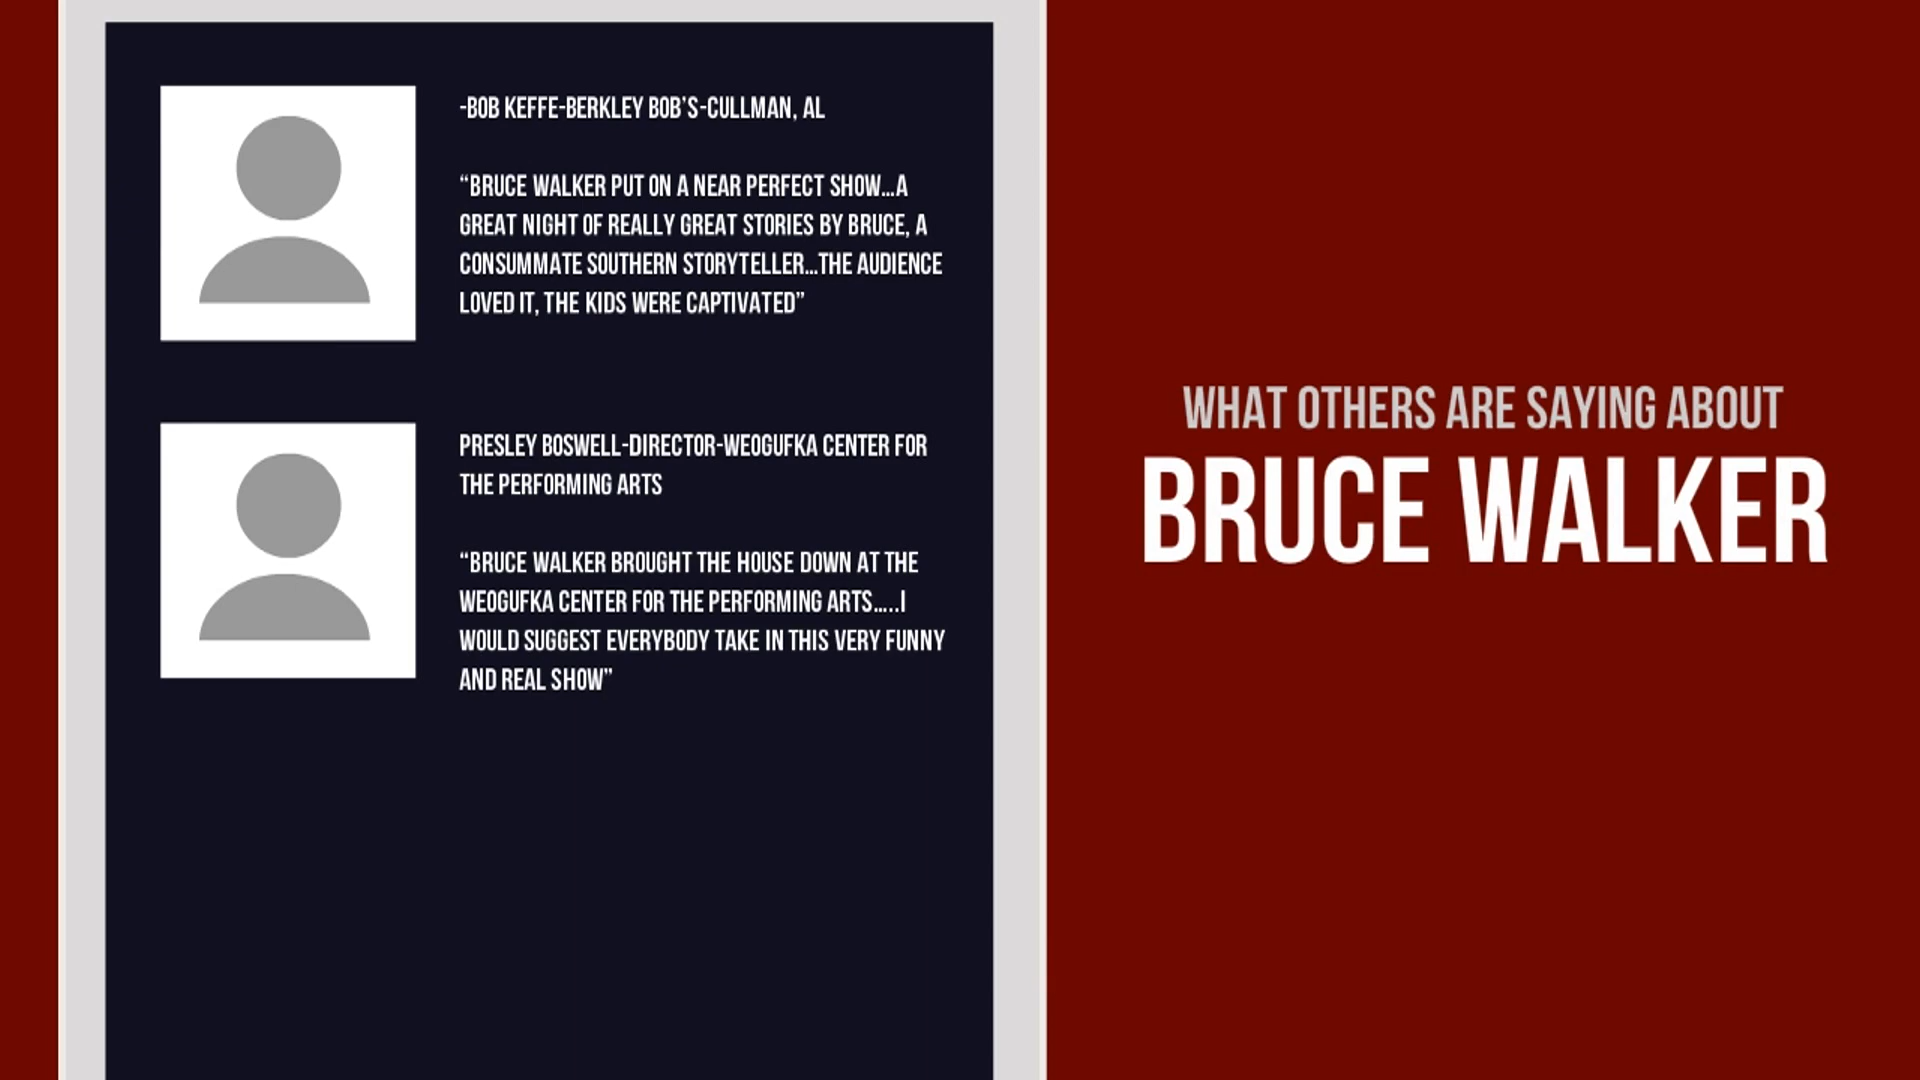 -BOB KEFFE-BERKLEY BOB’S-CULLMAN, AL
“BRUCE WALKER PUT ON A NEAR PERFECT SHOW...A
GREAT NIGHT OF REALLY GREAT STORIES BY BRUCE, A
CONSUMMATE SOUTHERN STORYTELLER...THE AUDIENCE
LOVED IT, THE KIDS WERE CAPTIVATED”
PRESLEY BOSWELL-DIRECTOR-WEOGUFKA CENTER FOR
THE PERFORMING ARTS
“BRUCE WALKER BROUGHT THE HOUSE DOWN AT THE
WEOGUFKA CENTER FOR THE PERFORMING ARTS.....I
WOULD SUGGEST EVERYBODY TAKE IN THIS VERY FUNNY
AND REAL SHOW”
WHAT OTHERS ARE SAYING ABOUT
BRUCE WALKER